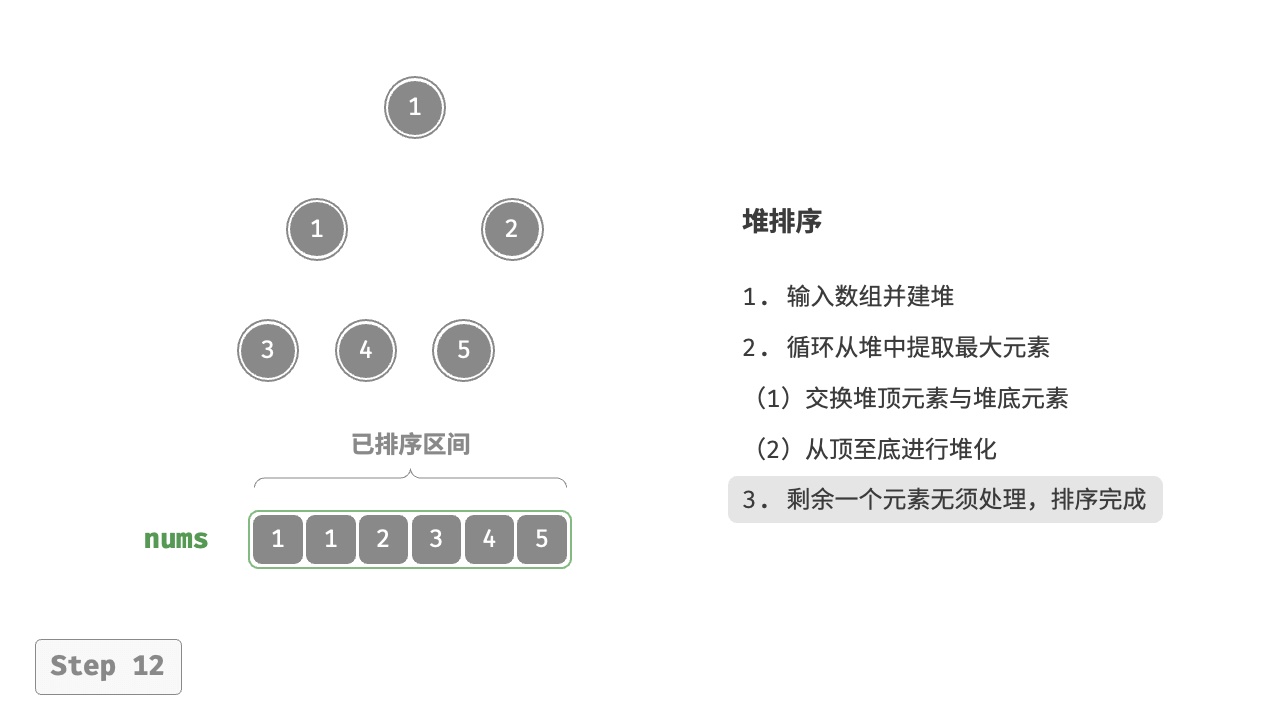 1
1 2
3 4 5
已排序区间
nums 1 1 2 3 4 5
堆排序
1. 输入数组并建堆
2. 循环从堆中提取最大元素
（1）交换堆顶元素与堆底元素
（2）从顶至底进行堆化
3. 剩余一个元素无须处理，排序完成
Step 12